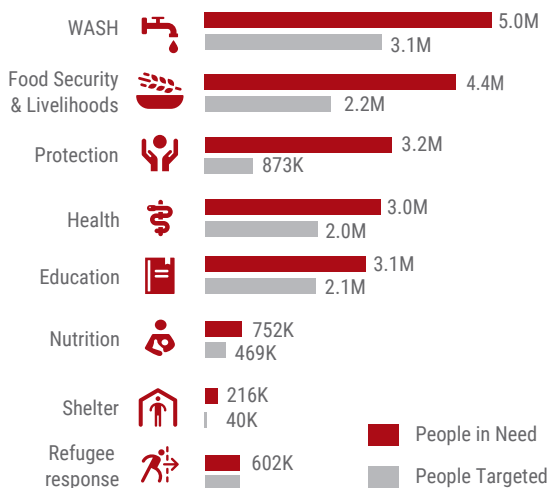 WASH
5.0M
3.1M
Food Security
& Livelihoods
4.4M
2.2M
Protection
3.2M
873K
Health
3.0M
2.0M
Education
3.1M
2.1M
Nutrition
752K
469K
Shelter
216K
40K
Refugee
response
602K
People in Need
People Targeted